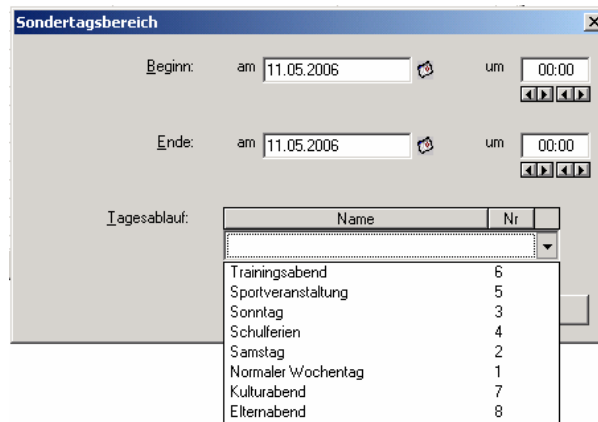 Sondertagsbereich
Beginn: am 11.05.2006 um 00:00
Ende: am 11.05.2006 um 00:00
Tagesablauf: Name Nr
Trainingsabend 6
Sportveranstaltung 5
Sonntag 3
Schulferien 4
Samstag 2
Normaler Wochentag 1
Kulturabend 7
Elternabend 8